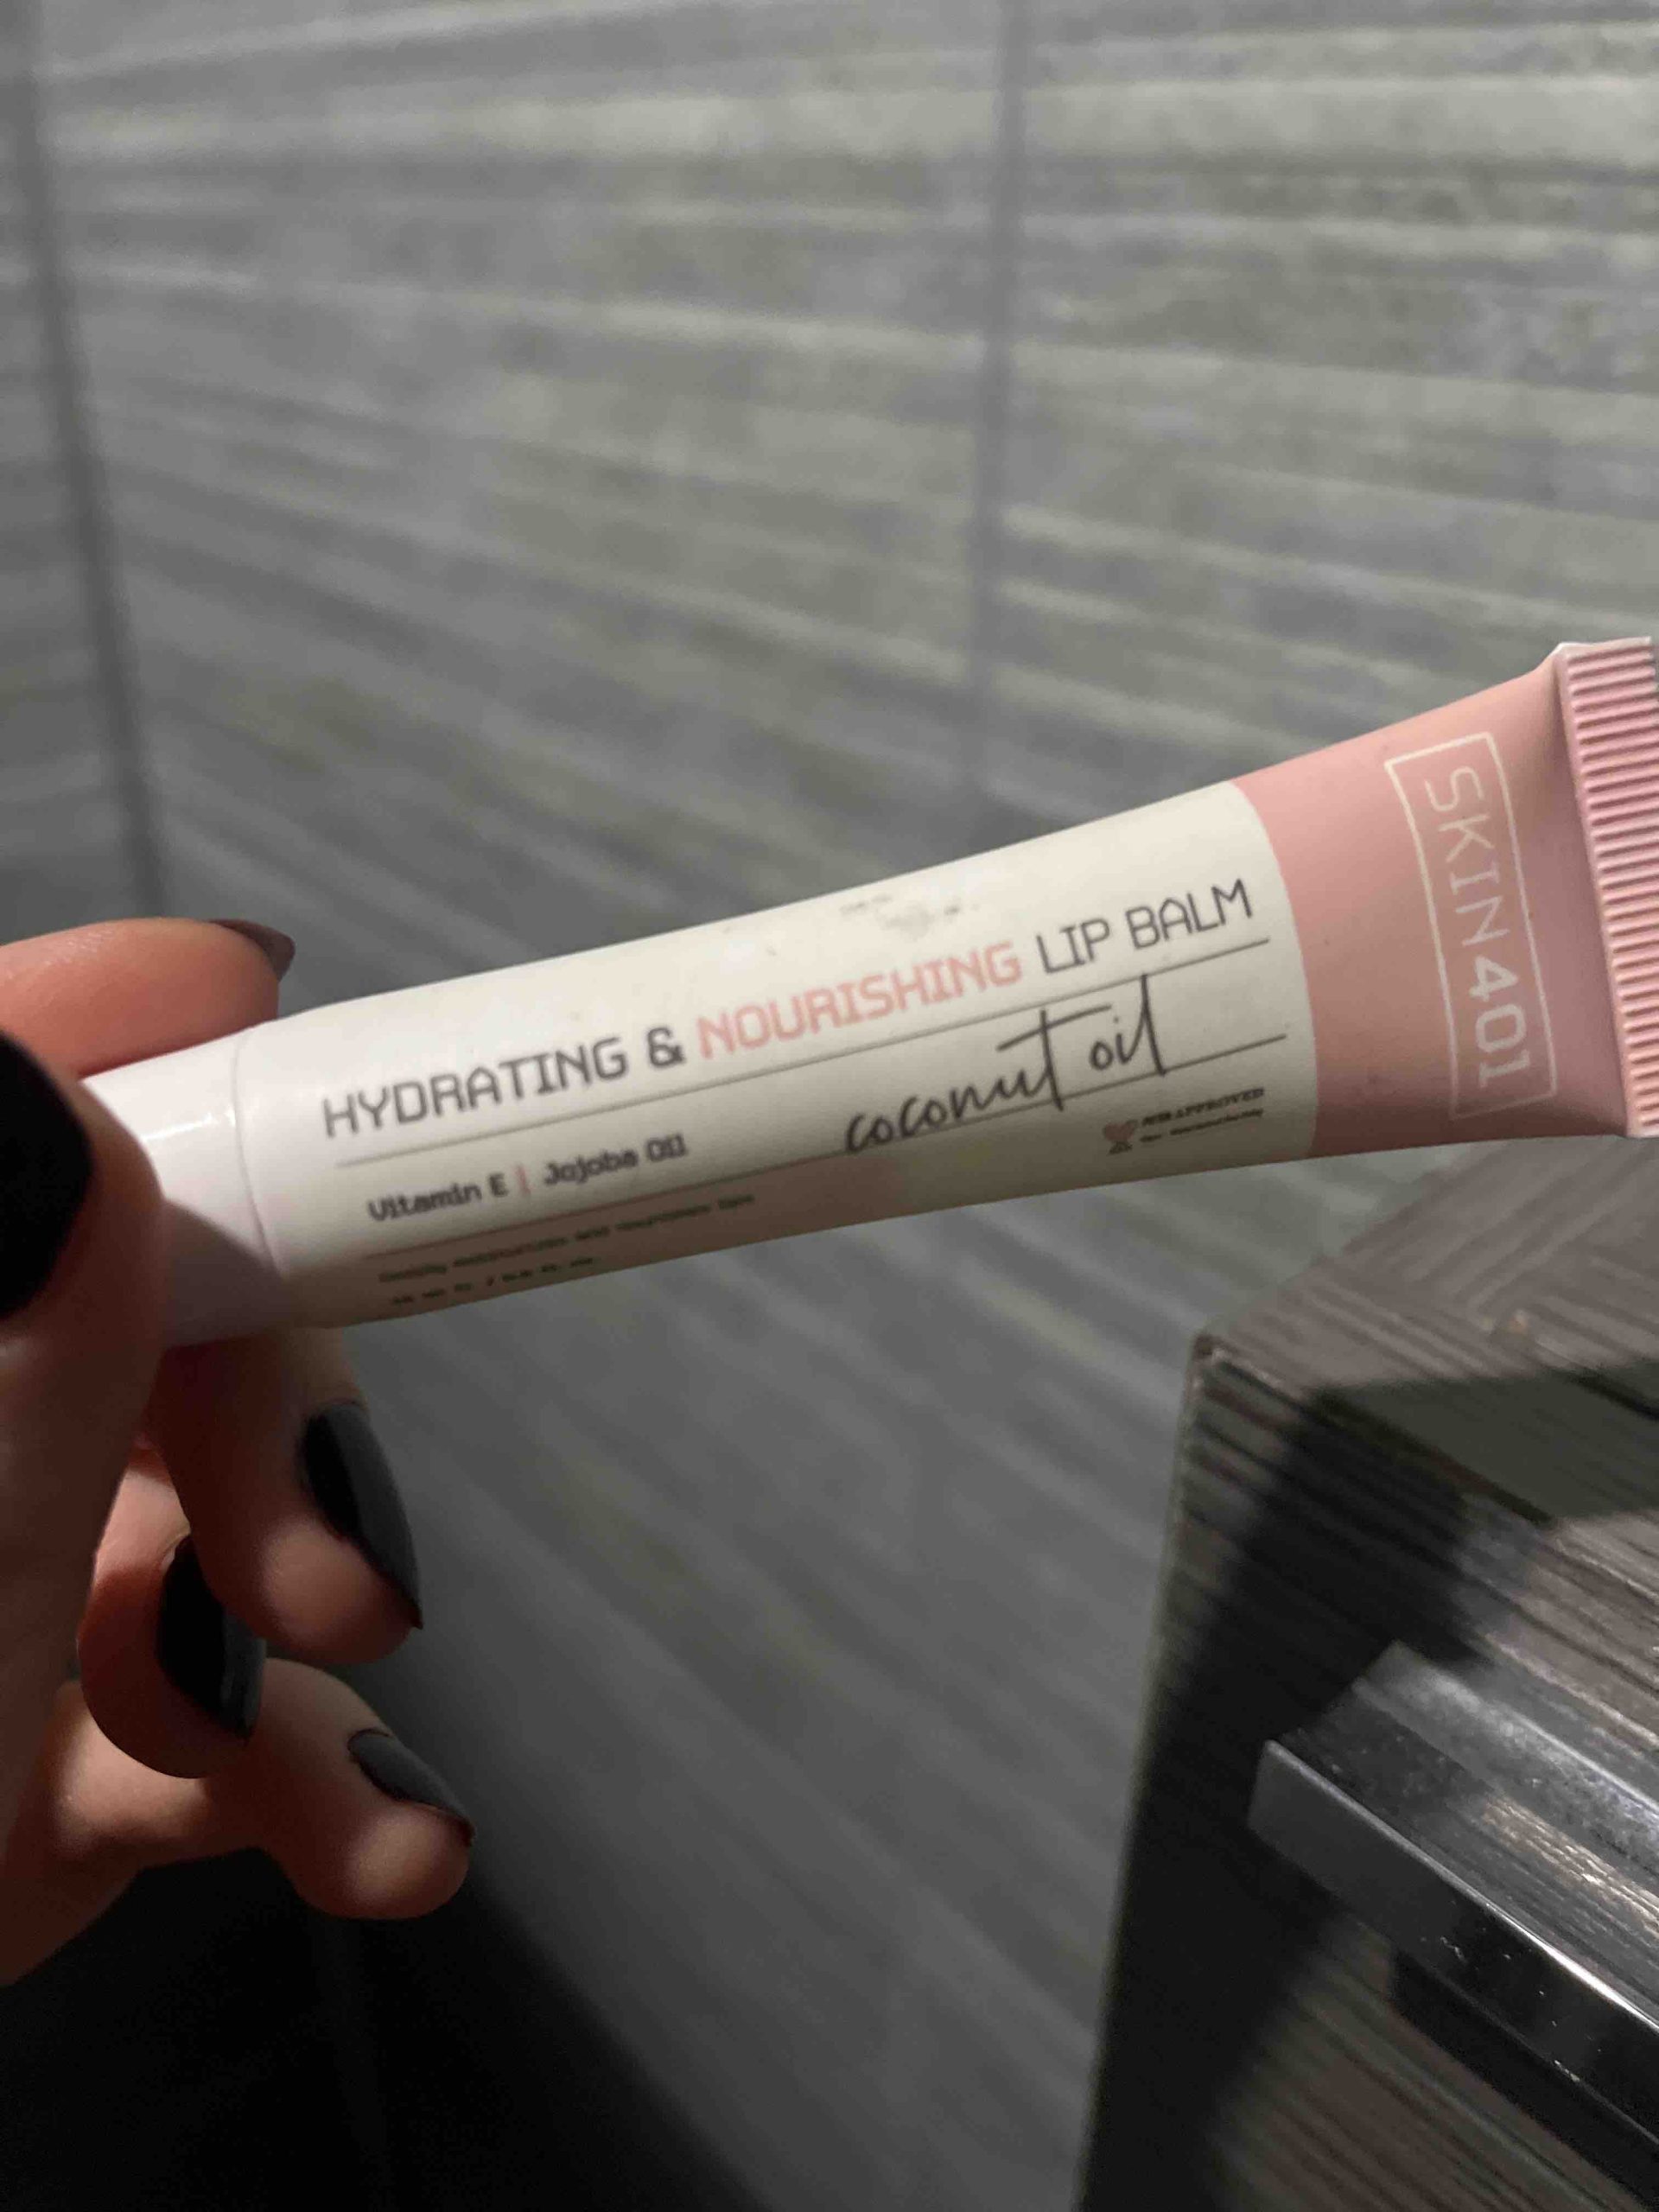 HYDRATING & NOURISHING LIP BALM
Vitamin E | Jojoba Oil
coconut oil
SKIN401